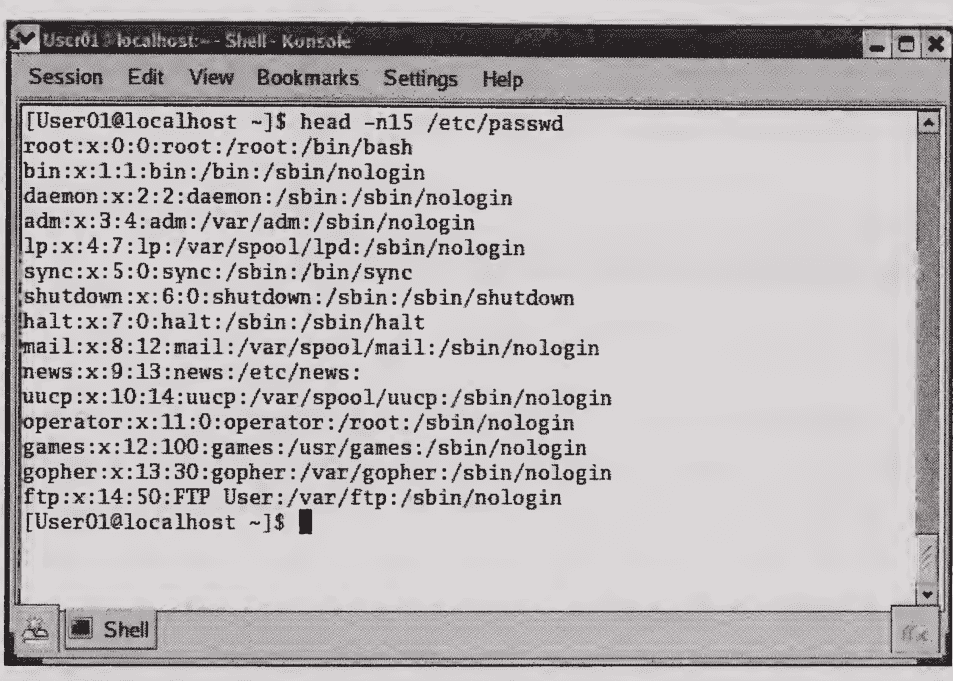 User01@localhost:~ - Shell - Konsole
Session Edit View Bookmarks Settings Help
[User01@localhost ~]$ head -n15 /etc/passwd
root:x:0:0:root:/root:/bin/bash
bin:x:1:1:bin:/bin:/sbin/nologin
daemon:x:2:2:daemon:/sbin:/sbin/nologin
adm:x:3:4:adm:/var/adm:/sbin/nologin
lp:x:4:7:lp:/var/spool/lpd:/sbin/nologin
sync:x:5:0:sync:/sbin:/bin/sync
shutdown:x:6:0:shutdown:/sbin:/sbin/shutdown
halt:x:7:0:halt:/sbin:/sbin/halt
mail:x:8:12:mail:/var/spool/mail:/sbin/nologin
news:x:9:13:news:/etc/news:
uucp:x:10:14:uucp:/var/spool/uucp:/sbin/nologin
operator:x:11:0:operator:/root:/sbin/nologin
games:x:12:100:games:/usr/games:/sbin/nologin
gopher:x:13:30:gopher:/var/gopher:/sbin/nologin
ftp:x:14:50:FTP User:/var/ftp:/sbin/nologin
[User01@localhost ~]$
Shell